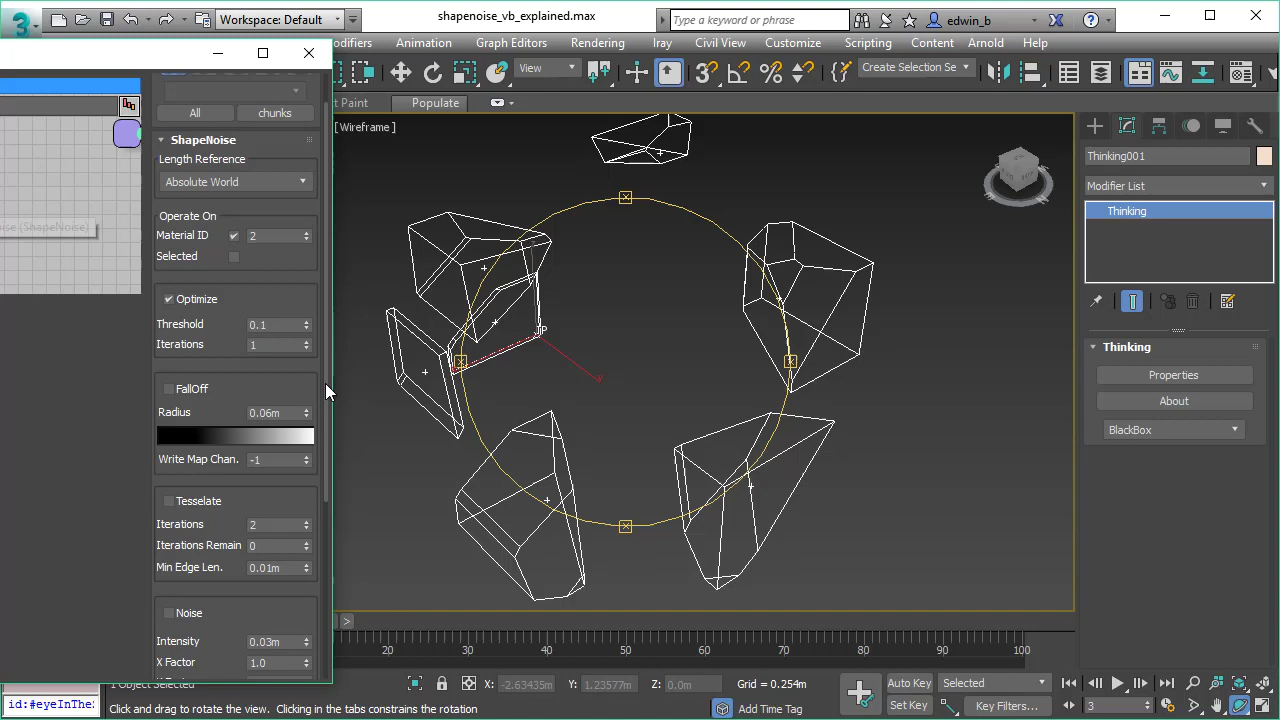 Workspace: Default
shapenoise_vb_explained.max
Type a keyword or phrase
edwin_b
Animation
Graph Editors
Rendering
Civil View
Customize
Scripting
Content
Arnold
Help
View
Create Selection Se
Paint
Populate
[Wireframe ]
All
chunks
ShapeNoise
Length Reference
Absolute World
Operate On
Material ID
2
Selected
Optimize
Threshold
0.1
Iterations
1
FallOff
Radius
0.06m
Write Map Chan.
-1
Tesselate
Iterations
2
Iterations Remain
0
Min Edge Len.
0.01m
Noise
Intensity
0.03m
X Factor
1.0
Thinking001
Modifier List
Thinking
Thinking
Properties
About
BlackBox
y
>
20
30
40
50
60
70
80
90
100
1 Object Selected
X:
-2.63435m
Y:
1.23577m
Z:
0.0m
Grid = 0.254m
Auto Key
Selected
Set Key
Key Filters...
3
Click and drag to rotate the view. Clicking in the tabs constrains the rotation
Add Time Tag